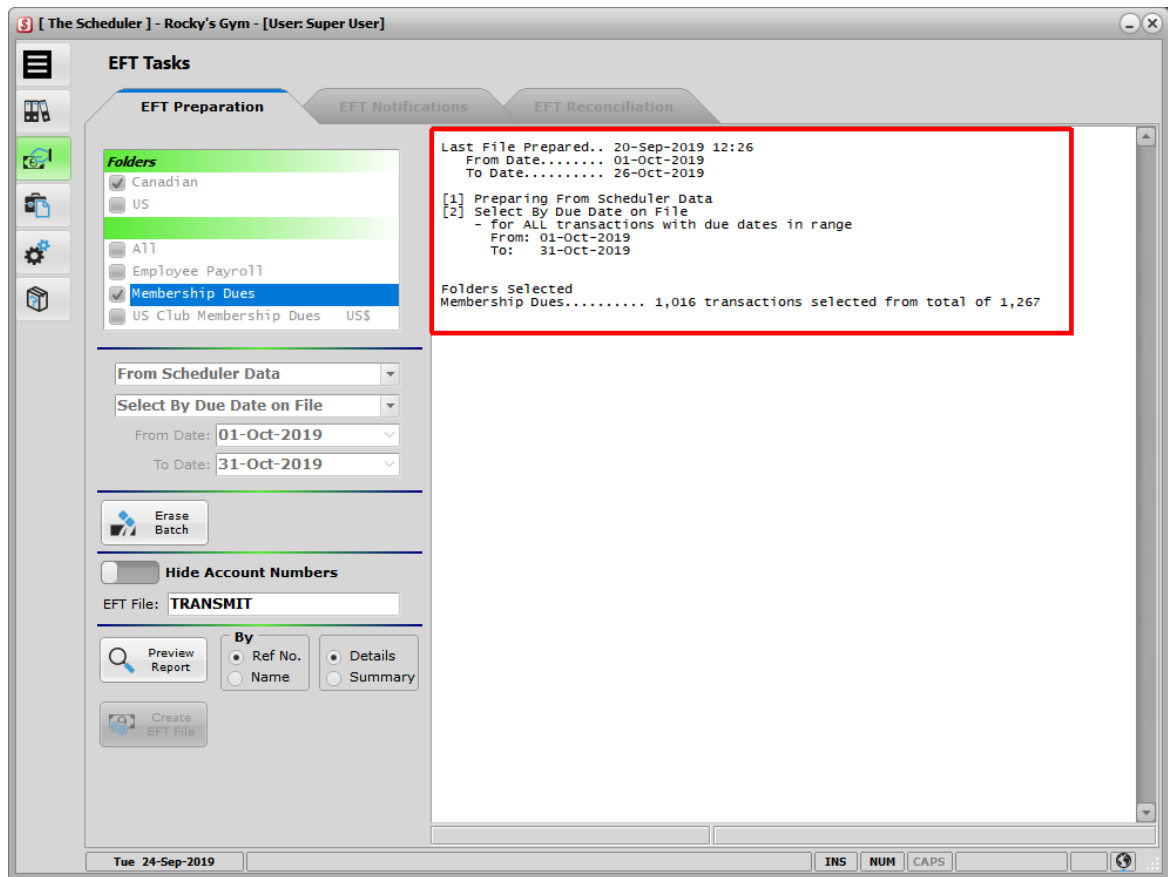 [ The Scheduler ] - Rocky's Gym - [User: Super User]
EFT Tasks
EFT Preparation
EFT Notifications
EFT Reconciliation
Folders
Canadian
US
All
Employee Payroll
Membership Dues
US Club Membership Dues US$
From Scheduler Data
Select By Due Date on File
From Date: 01-Oct-2019
To Date: 31-Oct-2019
Erase
Batch
Hide Account Numbers
EFT File: TRANSMIT
Preview
Report
By
Ref No.
Name
Details
Summary
Create
EFT File
Last File Prepared.. 20-Sep-2019 12:26
From Date........ 01-Oct-2019
To Date.......... 26-Oct-2019
[1] Preparing From Scheduler Data
[2] Select By Due Date on File
- for ALL transactions with due dates in range
From: 01-Oct-2019
To: 31-Oct-2019
Folders Selected
Membership Dues.......... 1,016 transactions selected from total of 1,267
Tue 24-Sep-2019
INS
NUM
CAPS